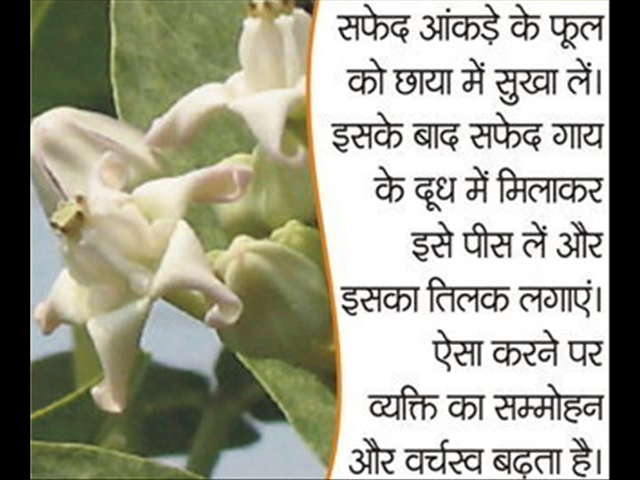 सफेद आंकड़े के फूल
को छाया में सुखा लें।
इसके बाद सफेद गाय
के दूध में मिलाकर
इसे पीस लें और
इसका तिलक लगाएं।
ऐसा करने पर
व्यक्ति का सम्मोहन
और वर्चस्व बढ़ता है।